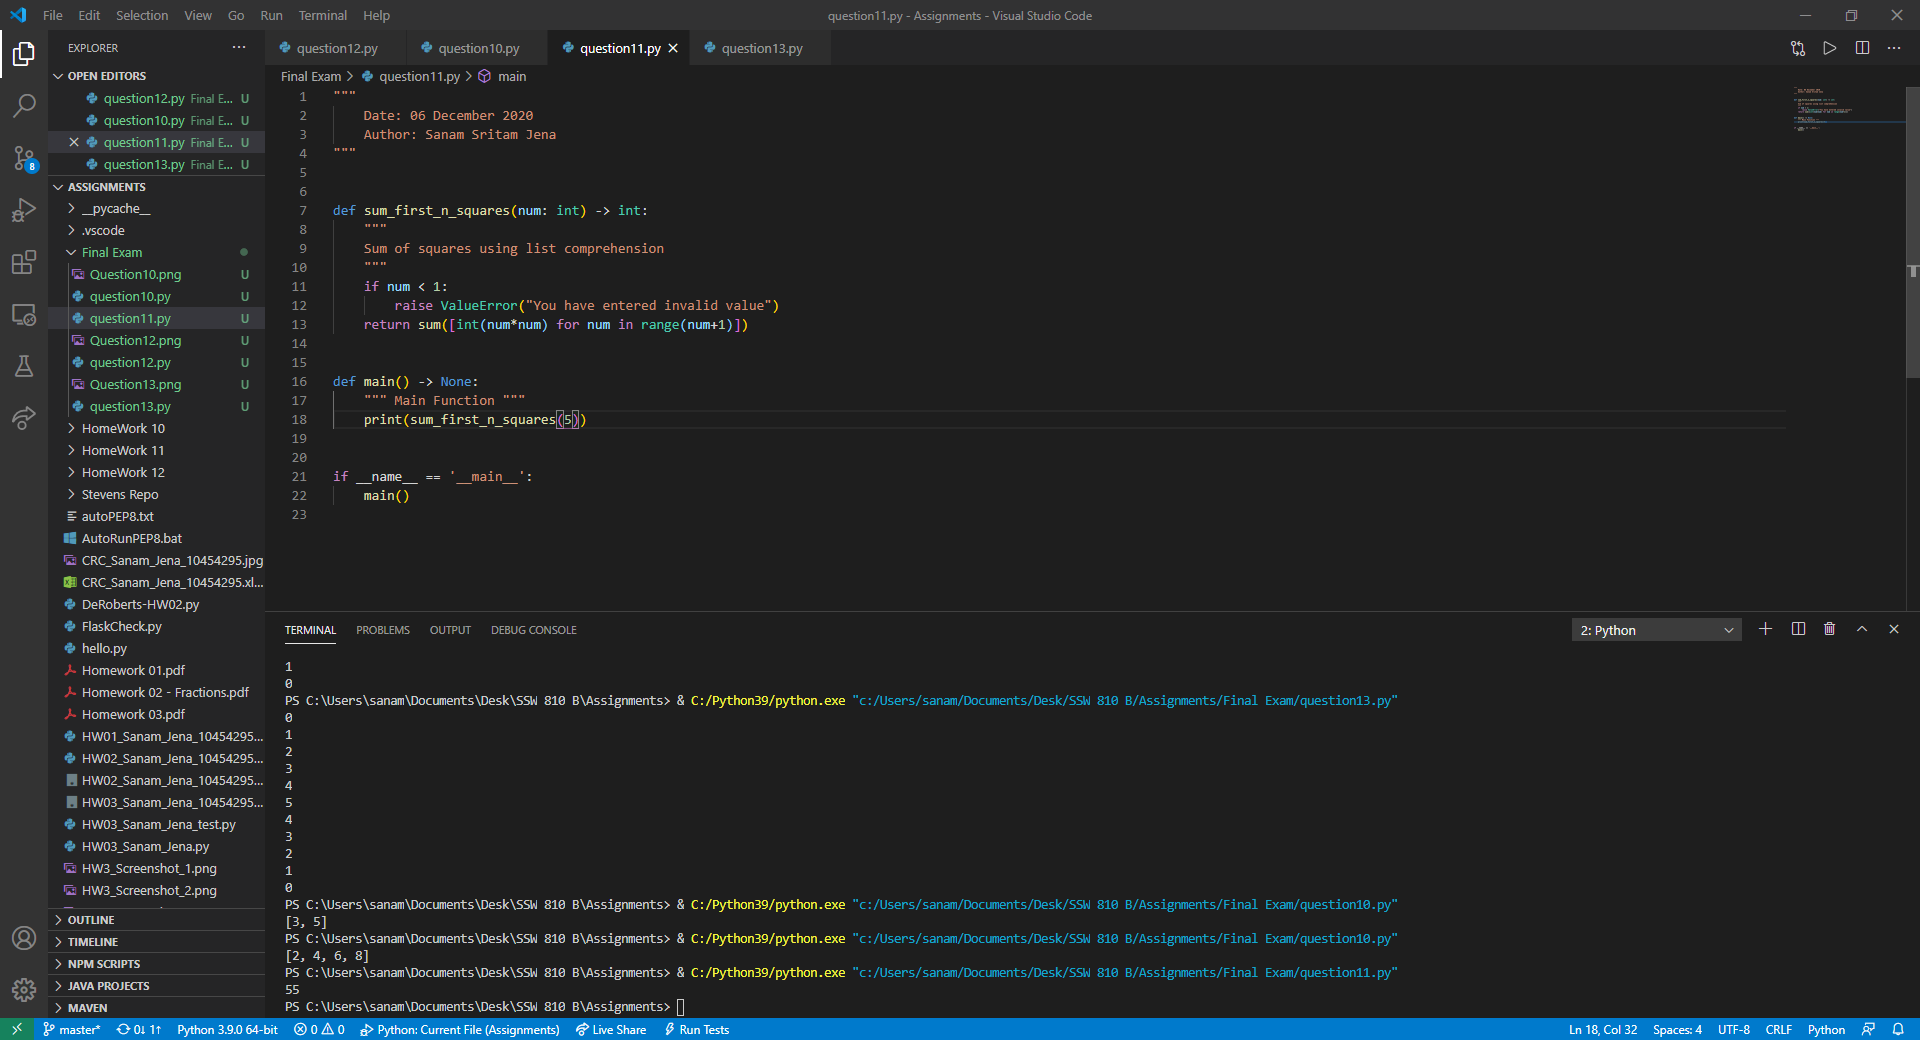 File Edit Selection View Go Run Terminal Help
question11.py - Assignments - Visual Studio Code
EXPLORER
OPEN EDITORS
question12.py Final E... U
question10.py Final E... U
question11.py Final E... U
question13.py Final E... U
ASSIGNMENTS
__pycache__
.vscode
Final Exam
Question10.png U
question10.py U
question11.py U
Question12.png U
question12.py U
Question13.png U
question13.py U
HomeWork 10
HomeWork 11
HomeWork 12
Stevens Repo
autoPEP8.txt
AutoRunPEP8.bat
CRC_Sanam_Jena_10454295.jpg
CRC_Sanam_Jena_10454295.xl...
DeRoberts-HW02.py
FlaskCheck.py
hello.py
Homework 01.pdf
Homework 02 - Fractions.pdf
Homework 03.pdf
HW01_Sanam_Jena_10454295...
HW02_Sanam_Jena_10454295...
HW02_Sanam_Jena_10454295...
HW03_Sanam_Jena_10454295...
HW03_Sanam_Jena_test.py
HW03_Sanam_Jena.py
HW3_Screenshot_1.png
HW3_Screenshot_2.png
OUTLINE
TIMELINE
NPM SCRIPTS
JAVA PROJECTS
MAVEN
8
question12.py question10.py question11.py question13.py
Final Exam > question11.py > main
1 """
2 Date: 06 December 2020
3 Author: Sanam Sritam Jena
4 """
5
6
7 def sum_first_n_squares(num: int) -> int:
8 """
9 Sum of squares using list comprehension
10 """
11 if num < 1:
12 raise ValueError("You have entered invalid value")
13 return sum([int(num*num) for num in range(num+1)])
14
15
16 def main() -> None:
17 """ Main Function """
18 print(sum_first_n_squares(5))
19
20
21 if __name__ == '__main__':
22 main()
23
TERMINAL PROBLEMS OUTPUT DEBUG CONSOLE
2: Python
1
0
PS C:\Users\sanam\Documents\Desk\SSW 810 B\Assignments> & C:/Python39/python.exe "c:/Users/sanam/Documents/Desk/SSW 810 B/Assignments/Final Exam/question13.py"
0
1
2
3
4
5
4
3
2
1
0
PS C:\Users\sanam\Documents\Desk\SSW 810 B\Assignments> & C:/Python39/python.exe "c:/Users/sanam/Documents/Desk/SSW 810 B/Assignments/Final Exam/question10.py"
[3, 5]
PS C:\Users\sanam\Documents\Desk\SSW 810 B\Assignments> & C:/Python39/python.exe "c:/Users/sanam/Documents/Desk/SSW 810 B/Assignments/Final Exam/question10.py"
[2, 4, 6, 8]
PS C:\Users\sanam\Documents\Desk\SSW 810 B\Assignments> & C:/Python39/python.exe "c:/Users/sanam/Documents/Desk/SSW 810 B/Assignments/Final Exam/question11.py"
55
PS C:\Users\sanam\Documents\Desk\SSW 810 B\Assignments>
master* 0↓ 1↑ Python 3.9.0 64-bit 0 0 Python: Current File (Assignments) Live Share Run Tests
Ln 18, Col 32 Spaces: 4 UTF-8 CRLF Python